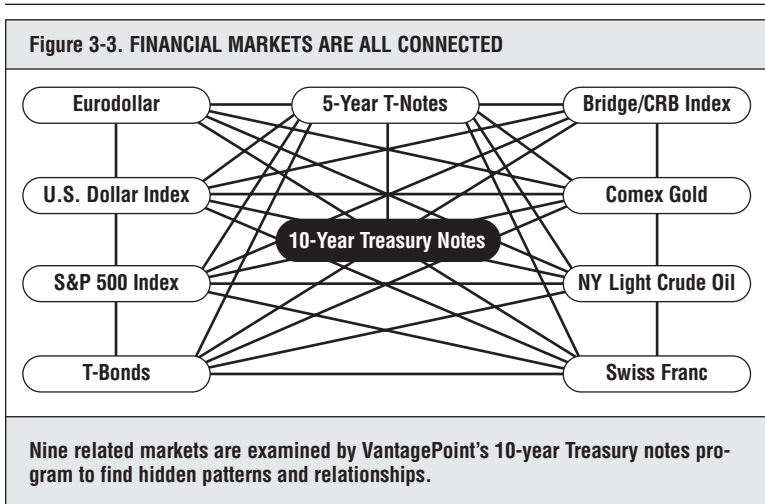 Figure 3-3. FINANCIAL MARKETS ARE ALL CONNECTED
Eurodollar
5-Year T-Notes
Bridge/CRB Index
U.S. Dollar Index
Comex Gold
10-Year Treasury Notes
S&P 500 Index
NY Light Crude Oil
T-Bonds
Swiss Franc
Nine related markets are examined by VantagePoint's 10-year Treasury notes pro-
gram to find hidden patterns and relationships.